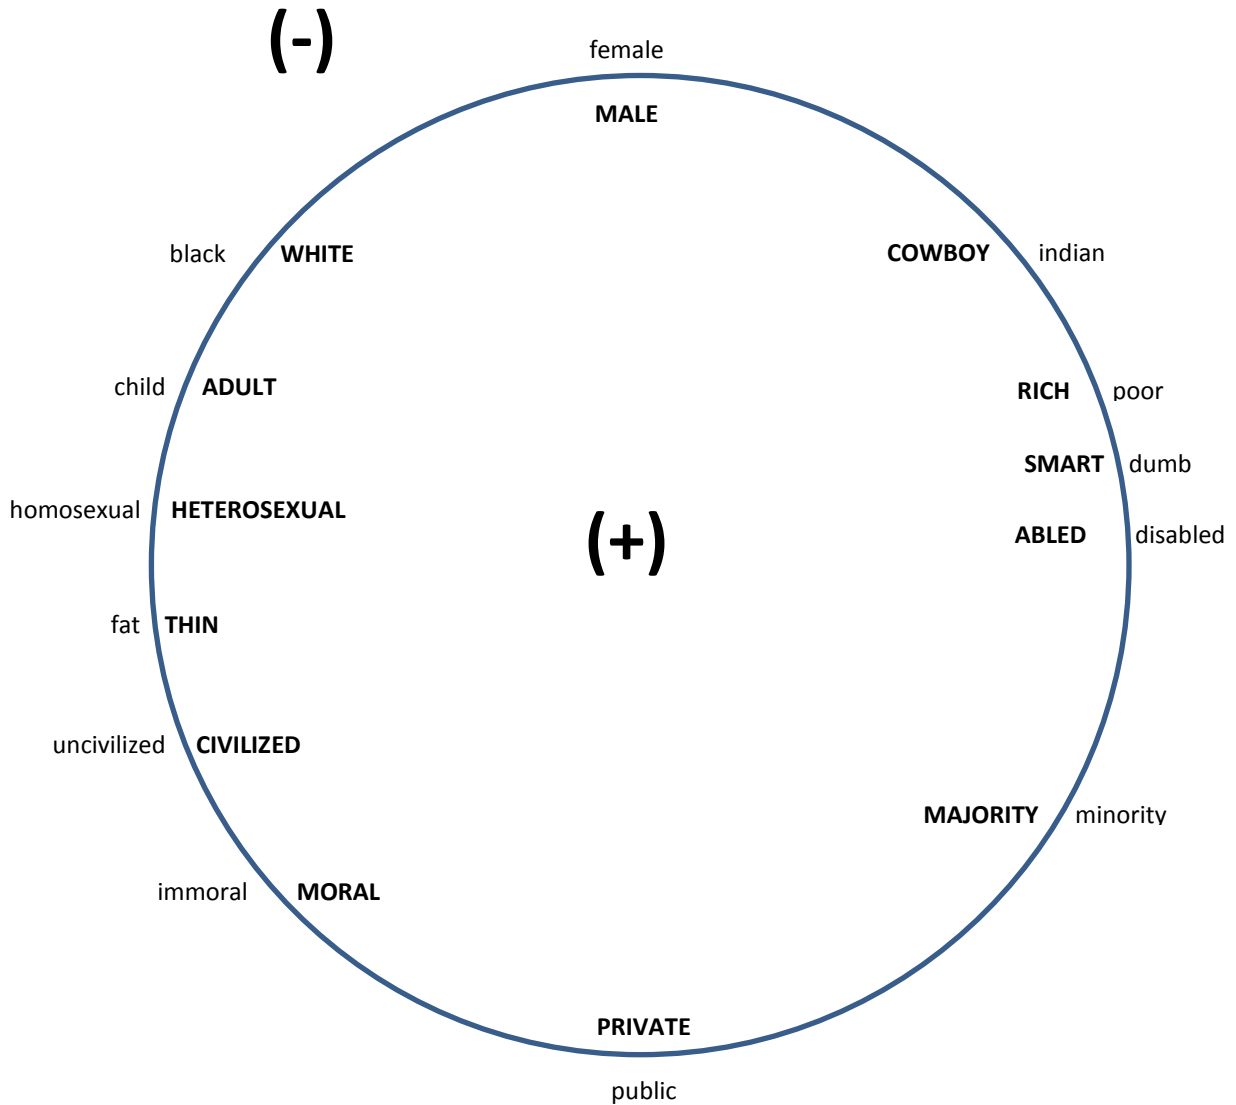 (-)
female
MALE
black WHITE COWBOY indian
child ADULT RICH poor
SMART dumb
homosexual HETEROSEXUAL (+) ABLED disabled
fat THIN
uncivilized CIVILIZED
MAJORITY minority
immoral MORAL
PRIVATE
public